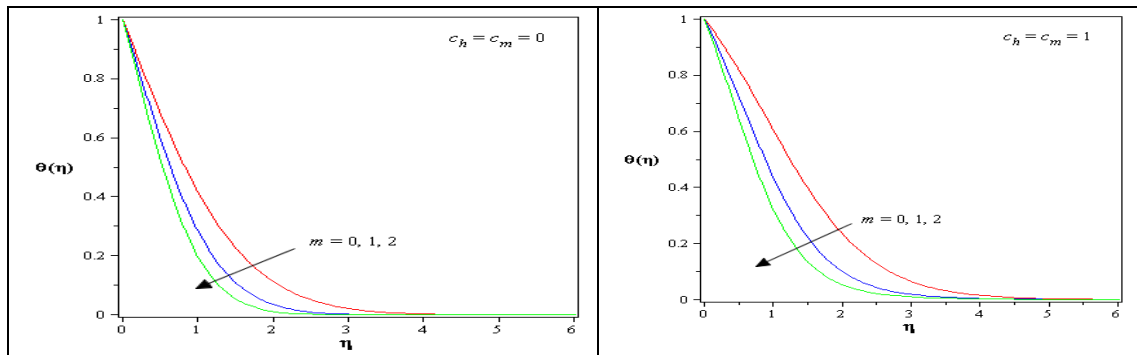 c_h = c_m = 0
1
0.8
0.6
θ(η)
0.4
0.2
0
m = 0, 1, 2
0 1 2 3 4 5 6
η
c_h = c_m = 1
1
0.8
0.6
θ(η)
0.4
0.2
0
m = 0, 1, 2
0 1 2 3 4 5 6
η